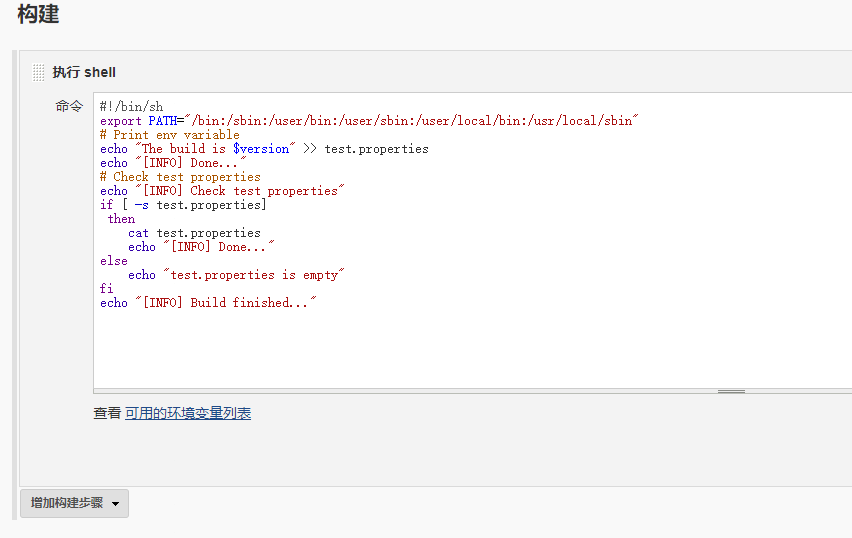 构建
执行 shell
命令
#!/bin/sh
export PATH="/bin:/sbin:/user/bin:/user/sbin:/user/local/bin:/usr/local/sbin"
# Print env variable
echo "The build is $version" >> test.properties
echo "[INFO] Done..."
# Check test properties
echo "[INFO] Check test properties"
if [ -s test.properties]
 then
    cat test.properties
    echo "[INFO] Done..."
else
    echo "test.properties is empty"
fi
echo "[INFO] Build finished..."
查看 可用的环境变量列表
增加构建步骤